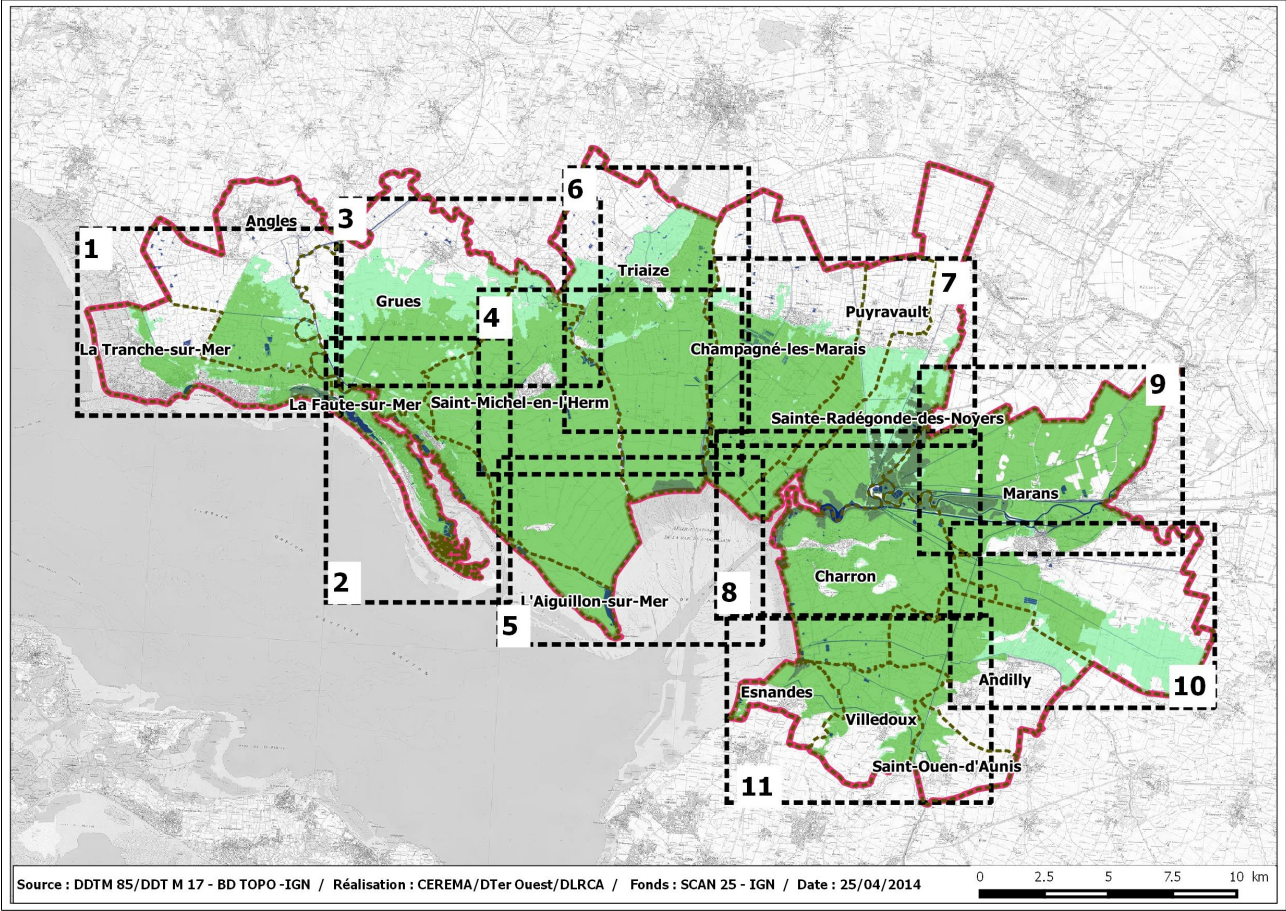 6
3
Angles
1
Triaize
7
Grues
4
Puyravault
La Tranche-sur-Mer
Champagné-les-Marais
9
La Faute-sur-Mer
Saint-Michel-en-l'Herm
Sainte-Radégonde-des-Noyers
Marans
2
Charron
8
L'Aiguillon-sur-Mer
5
Andilly
10
Esnandes
Villedoux
Saint-Ouen-d'Aunis
11
Source : DDTM 85/DDT M 17 - BD TOPO -IGN / Réalisation : CEREMA/DTer Ouest/DLRCA / Fonds : SCAN 25 - IGN / Date : 25/04/2014
0 2.5 5 7.5 10 km